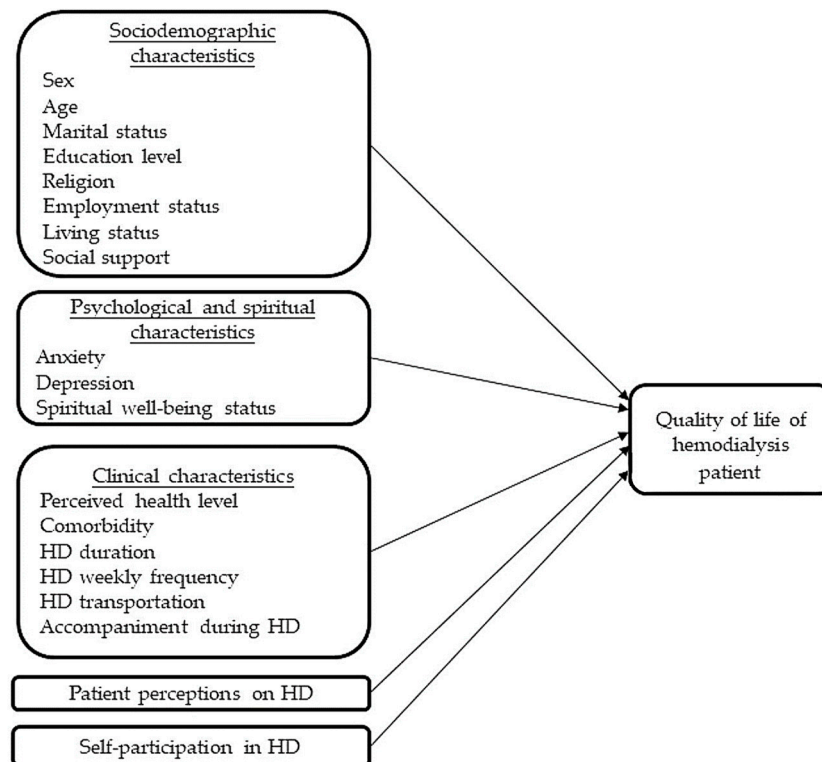 Sociodemographic
characteristics
Sex
Age
Marital status
Education level
Religion
Employment status
Living status
Social support
Psychological and spiritual
characteristics
Anxiety
Depression
Spiritual well-being status
Clinical characteristics
Perceived health level
Comorbidity
HD duration
HD weekly frequency
HD transportation
Accompaniment during HD
Patient perceptions on HD
Self-participation in HD
Quality of life of
hemodialysis
patient